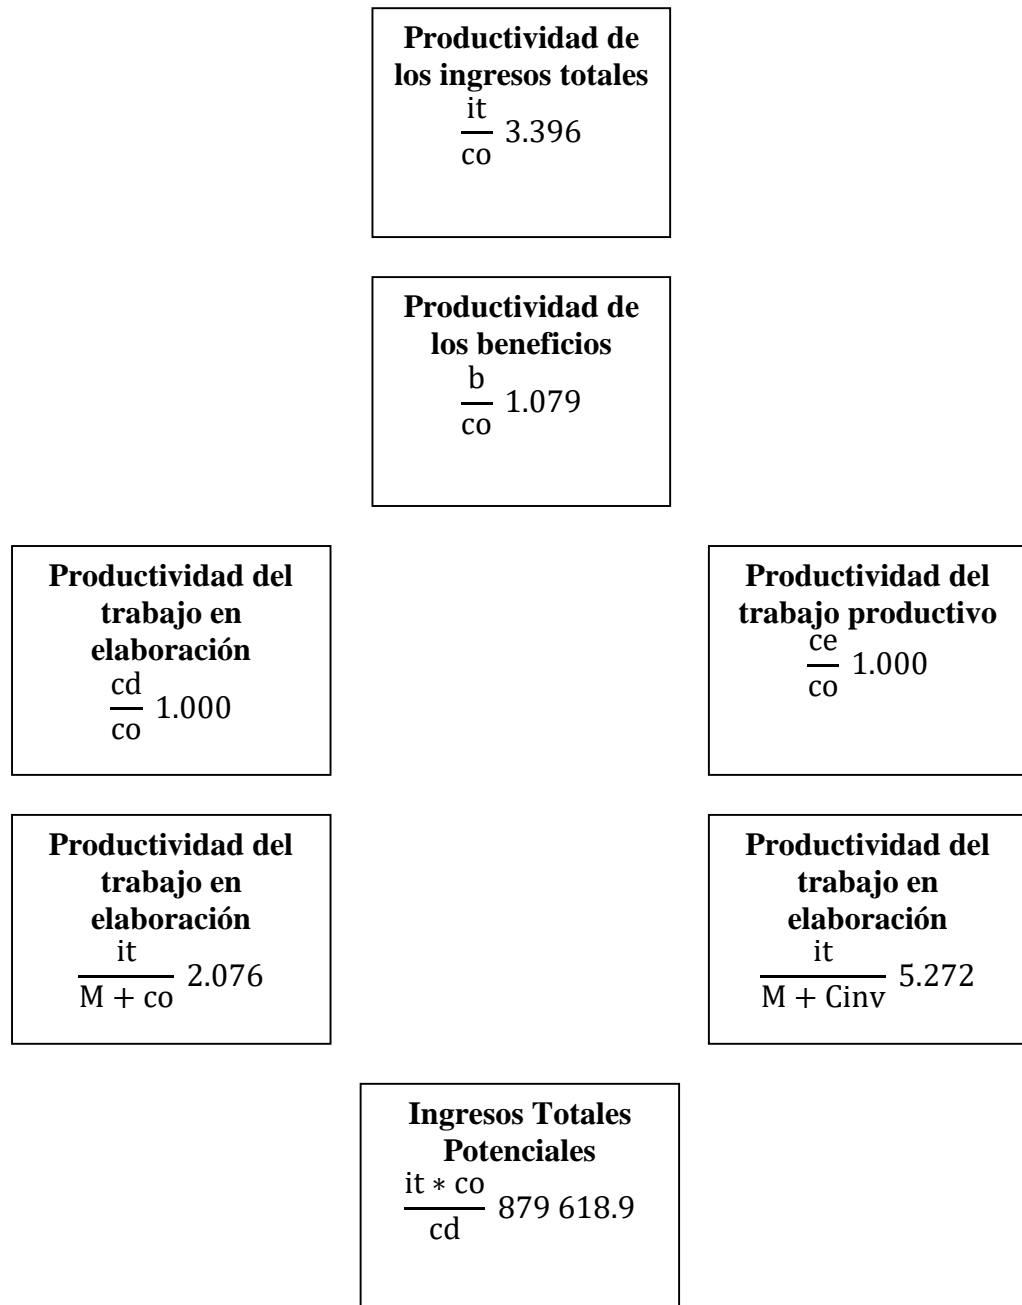 Productividad de
los ingresos totales
it
co
3.396
Productividad de
los beneficios
b
co
1.079
Productividad del
trabajo en
elaboración
cd
co
1.000
Productividad del
trabajo productivo
ce
co
1.000
Productividad del
trabajo en
elaboración
it
M + co
2.076
Productividad del
trabajo en
elaboración
it
M + Cinv
5.272
Ingresos Totales
Potenciales
it ∗ co
cd
879 618.9